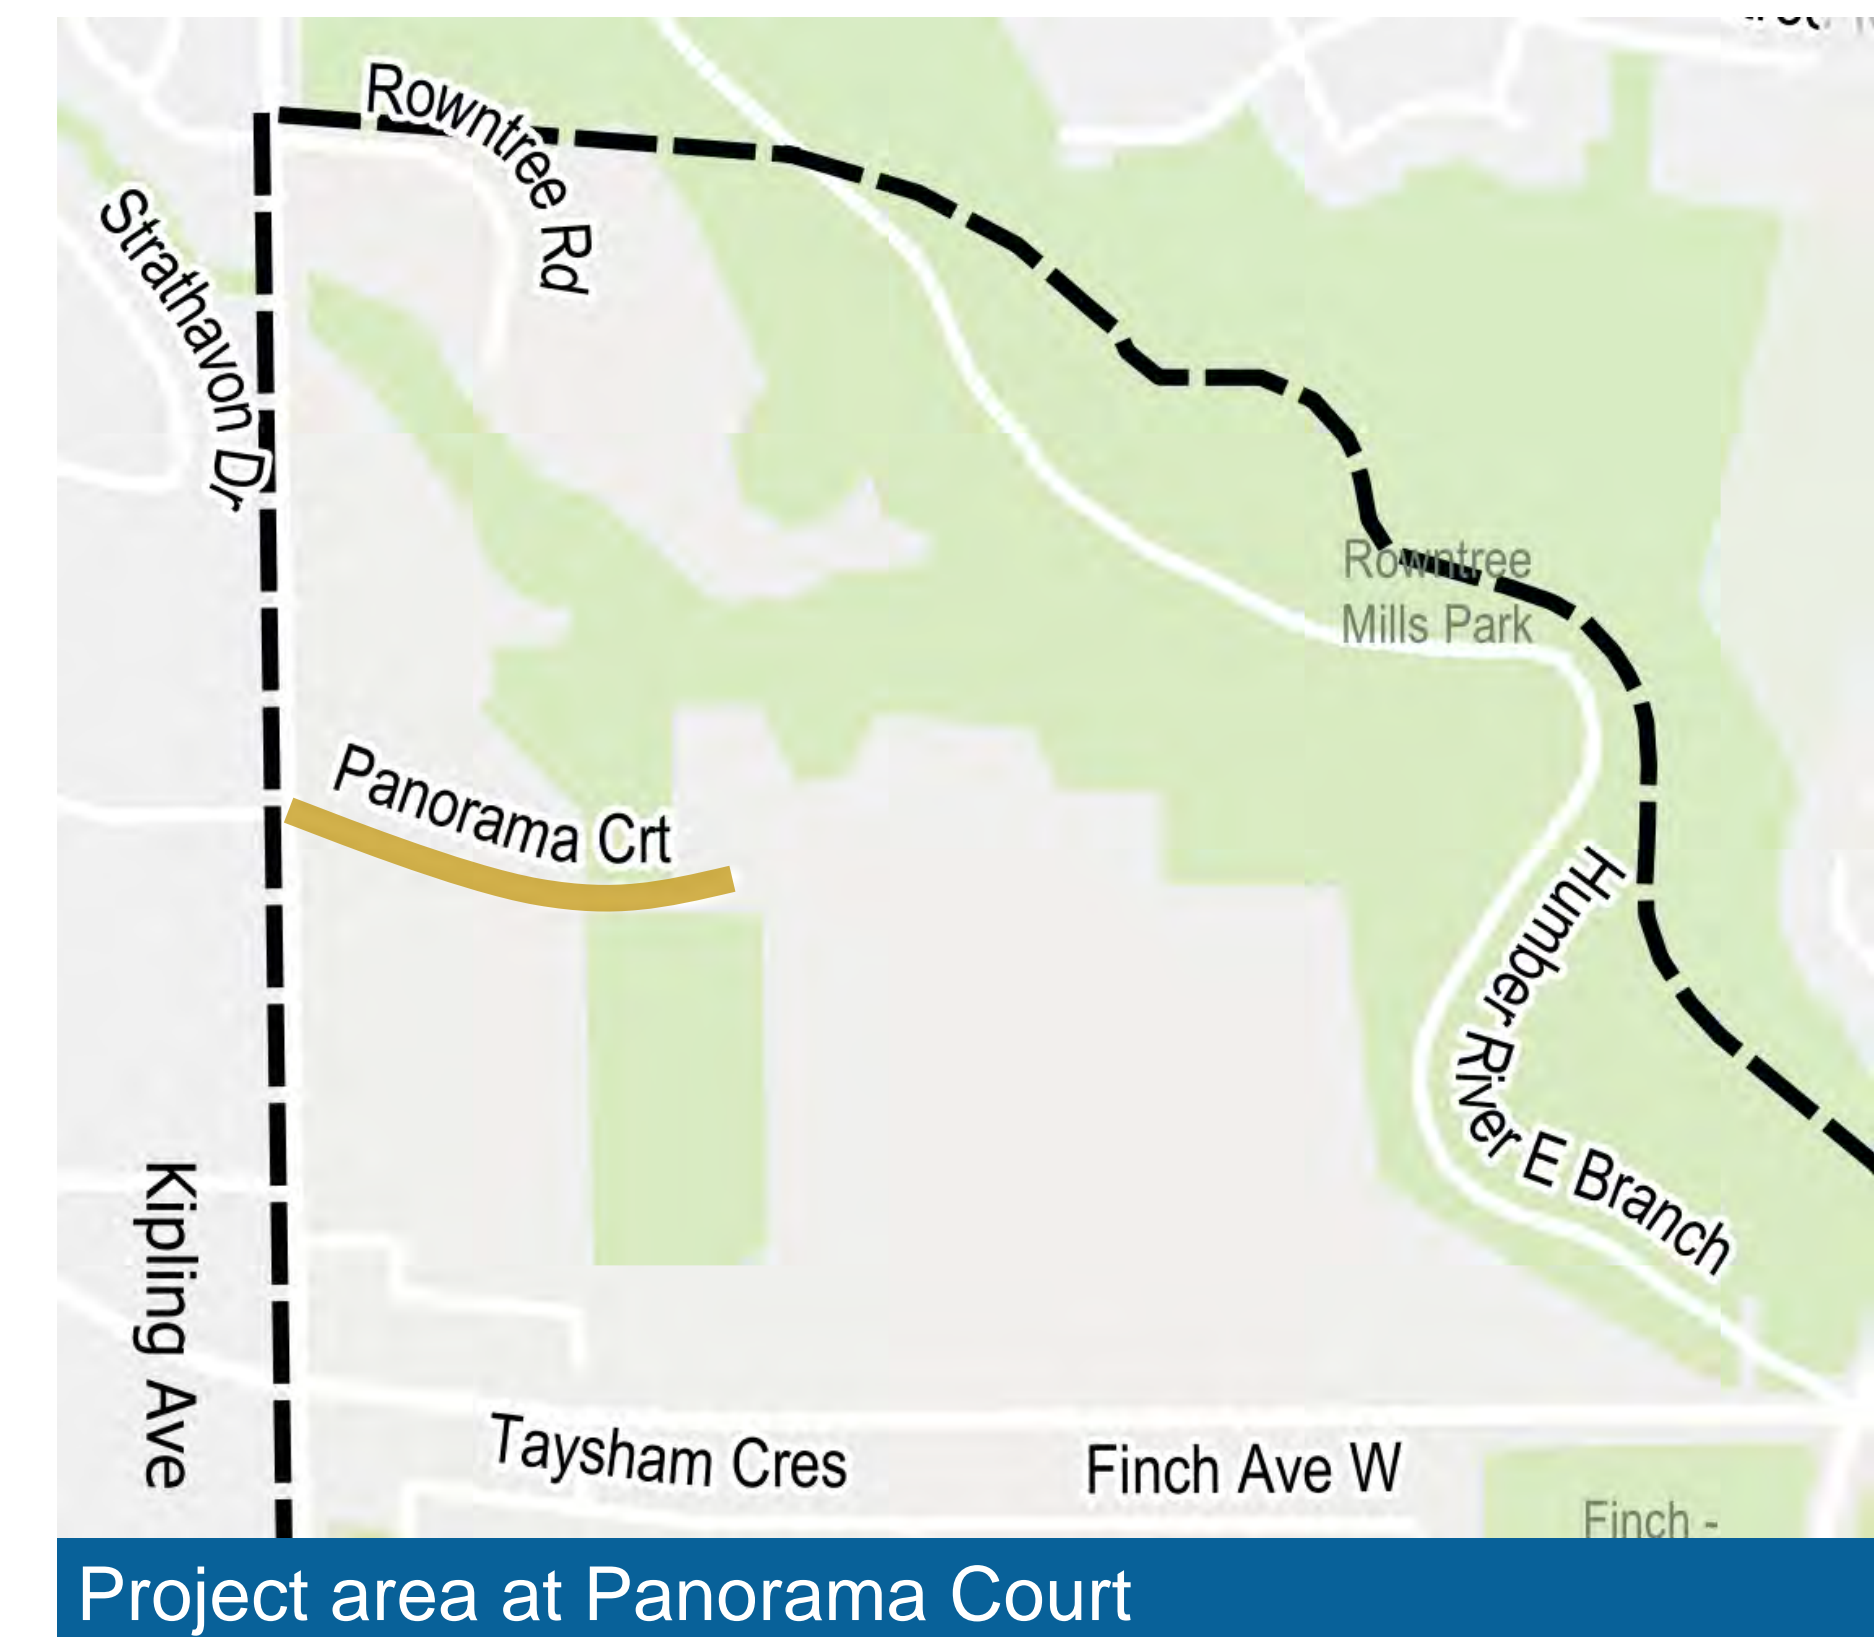 Rowntree Rd
Strathavon Dr
Rowntree
Mills Park
Panorama Crt
Humber River E Branch
Kipling Ave
Taysham Cres
Finch Ave W
Finch -
Project area at Panorama Court